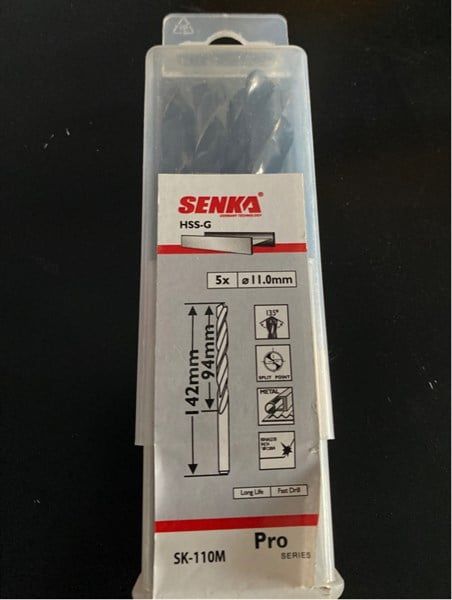 SENKA®
GERMANY TECHNOLOGY
HSS-G
5x ø11.0mm
142mm
94mm
135°
SPLIT POINT
METAL
Long Life Fast Drill
Pro
SERIES
SK-110M